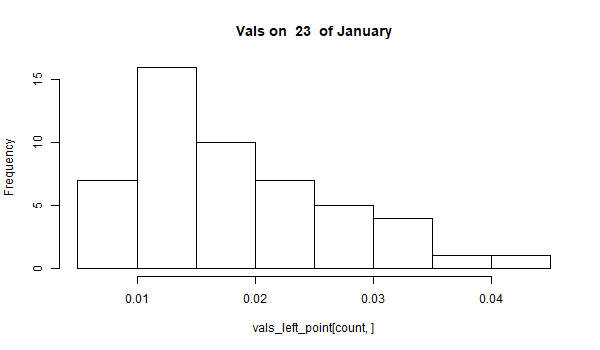 Vals on  23  of January
Frequency
15
10
5
0
0.01 0.02 0.03 0.04
vals_left_point[count, ]